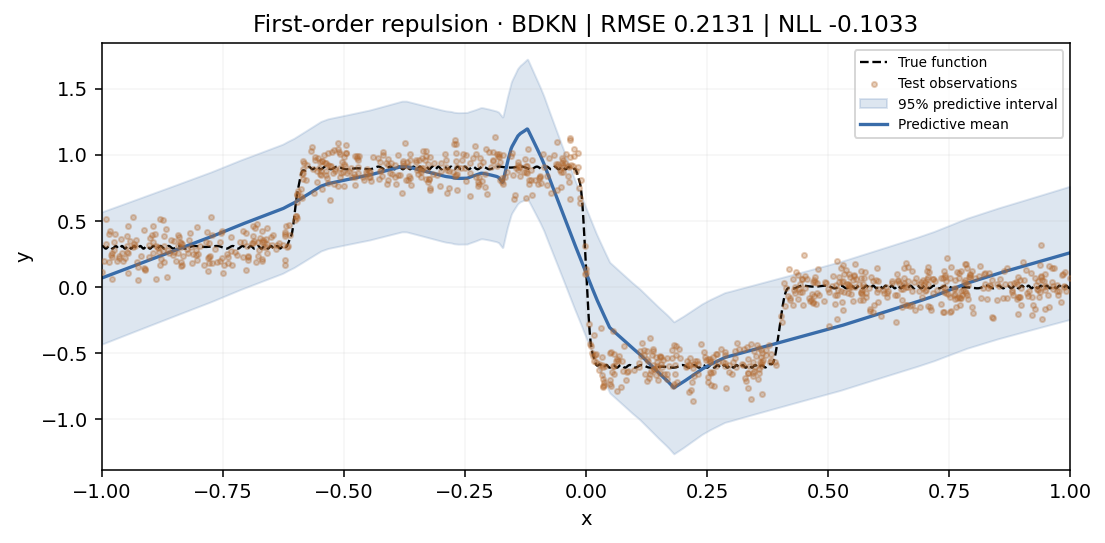 First-order repulsion · BDKN | RMSE 0.2131 | NLL -0.1033
True function
Test observations
95% predictive interval
Predictive mean
1.5
1.0
0.5
0.0
−0.5
−1.0
y
−1.00 −0.75 −0.50 −0.25 0.00 0.25 0.50 0.75 1.00
x